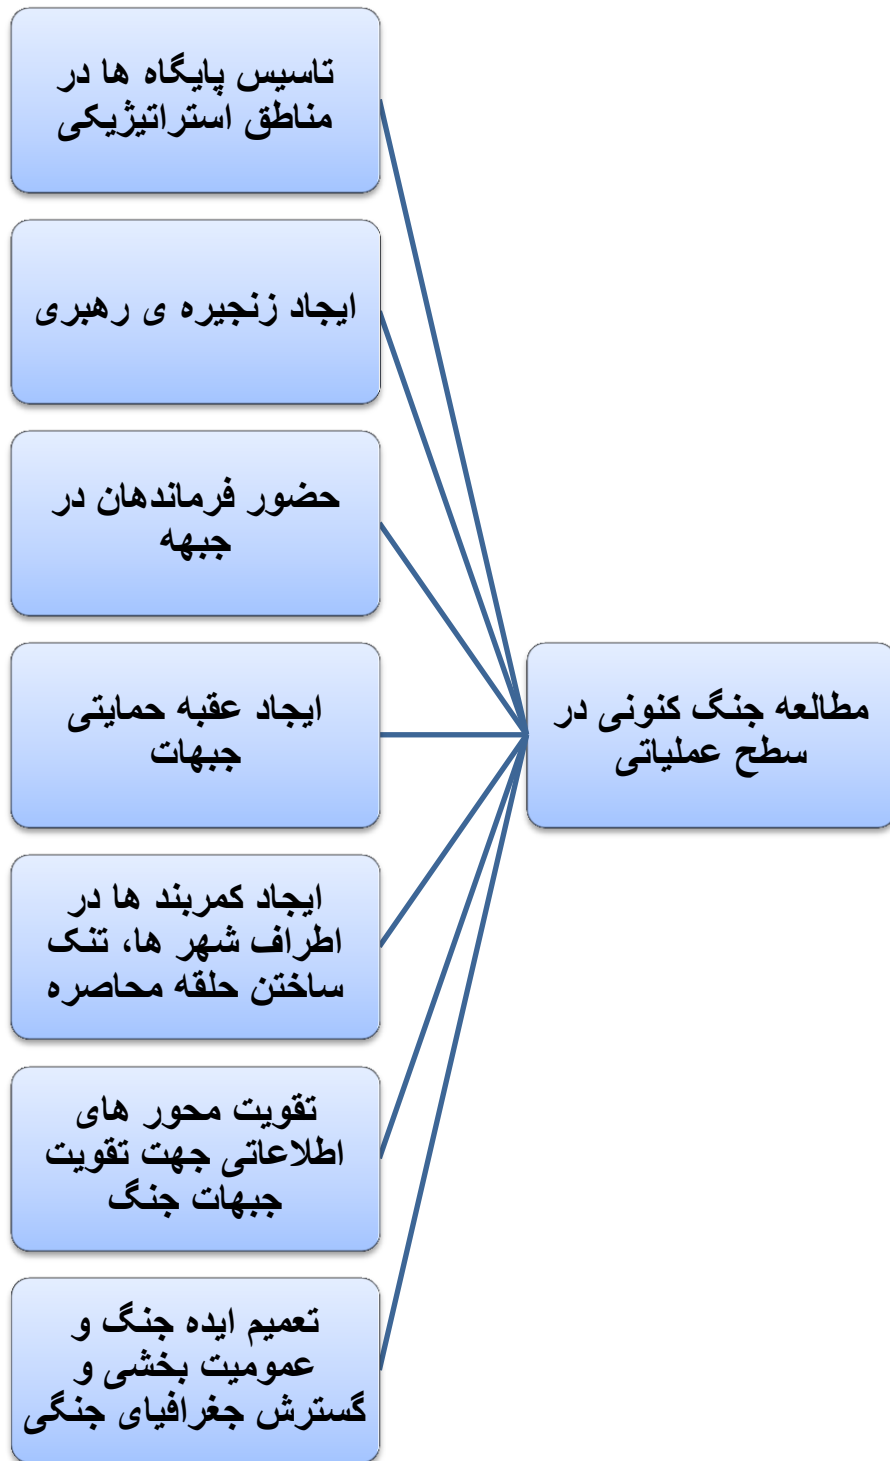 مطالعه جنگ کنونی در
سطح عملیاتی
تاسیس پایگاه ها در
مناطق استراتیژیکی
ایجاد زنجیره ی رهبری
حضور فرماندهان در
جبهه
ایجاد عقبه حمایتی
جبهات
ایجاد کمربند ها در
اطراف شهر ها، تنک
ساختن حلقه محاصره
تقویت محور های
اطلاعاتی جهت تقویت
جبهات جنگ
تعمیم ایده جنگ و
عمومیت بخشی و
گسترش جغرافیای جنگی